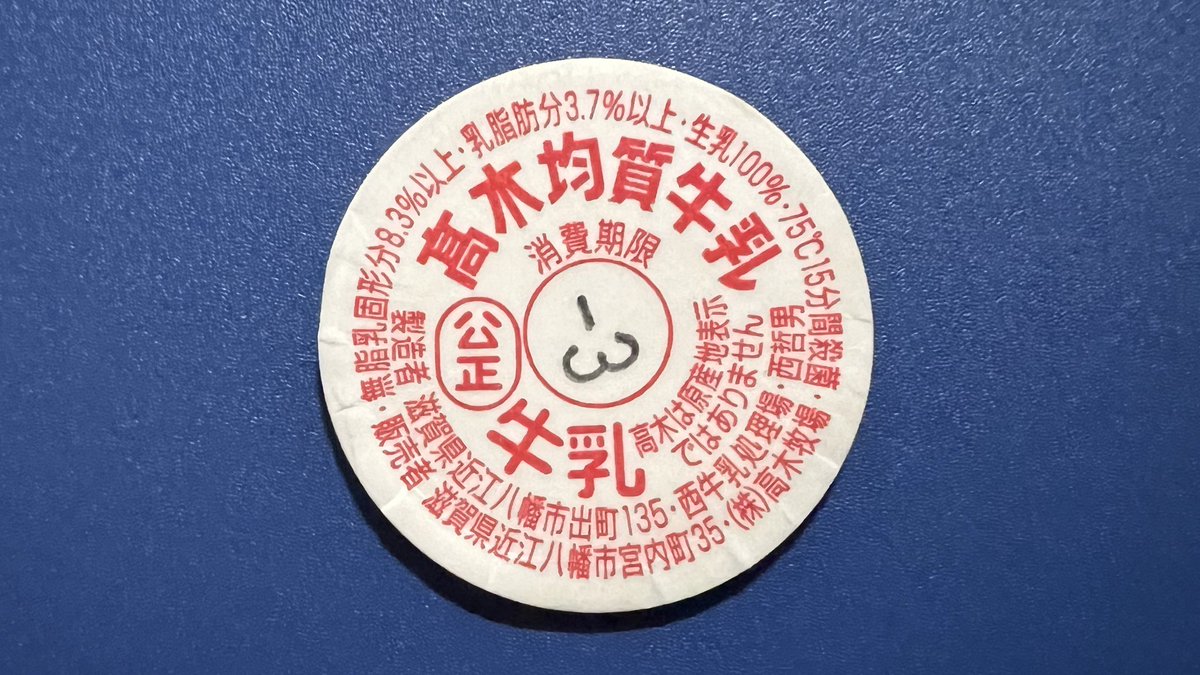 無脂乳固形分8.3%以上・乳脂肪分3.7%以上・生乳100%・75℃15分間殺菌・
高木均質牛乳
消費期限
-3
公正
牛乳
高木は原産地表示
ではありません
製造者 滋賀県近江八幡市出町135・西牛乳処理場・西哲男
販売者 滋賀県近江八幡市宮内町35・(株)高木牧場・